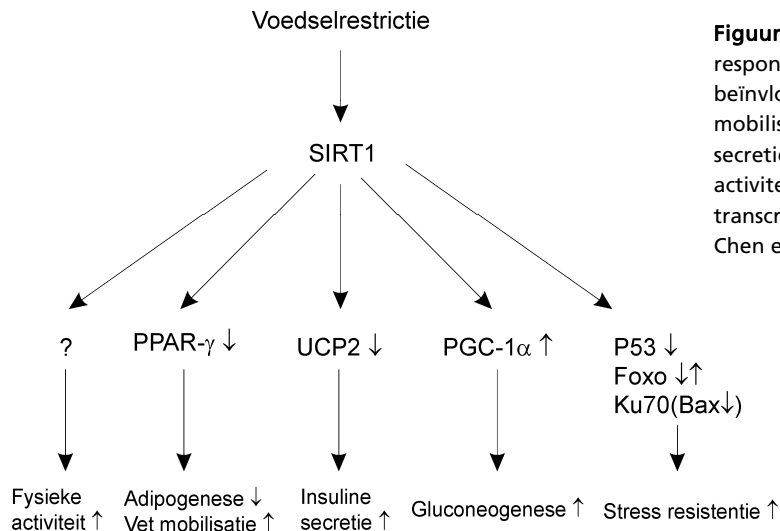 Voedselrestrictie
SIRT1
? PPAR-γ ↓ UCP2 ↓ PGC-1α ↑ P53 ↓
Foxo ↓↑
Ku70(Bax↓)
Fysieke
activiteit ↑
Adipogenese ↓
Vet mobilisatie ↑
Insuline
secretie ↑
Gluconeogenese ↑
Stress resistentie ↑
Figuur
respon
beïnvlo
mobilis
secreti
activite
transcr
Chen e